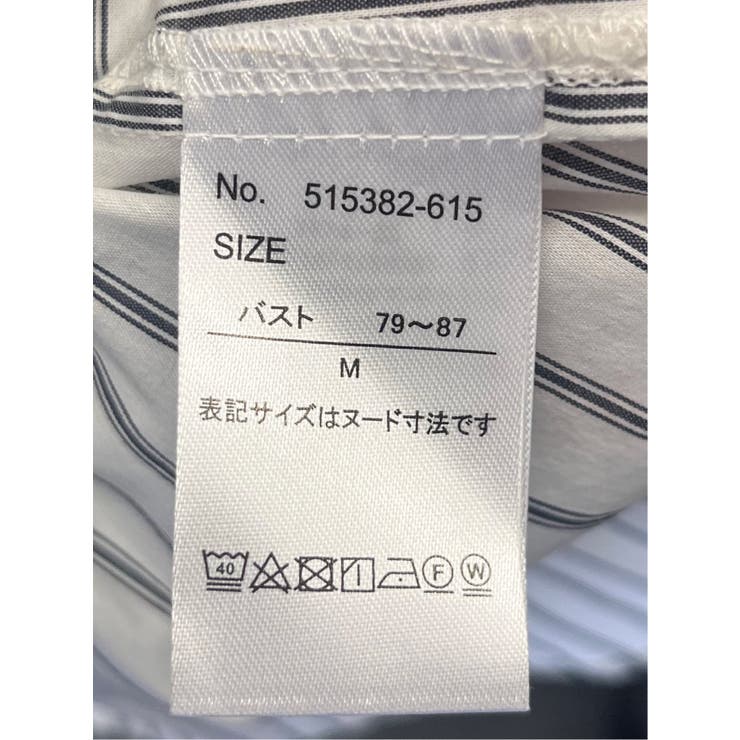 No. 515382-615
SIZE
バスト 79～87
M
表記サイズはヌード寸法です
40 F W